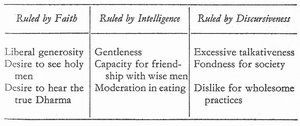 Ruled by Faith
Ruled by Intelligence
Ruled by Discursiveness
Liberal generosity
Desire to see holy
men
Desire to hear the
true Dharma
Gentleness
Capacity for friend-
ship with wise men
Moderation in eating
Excessive talkativeness
Fondness for society
Dislike for wholesome
practices